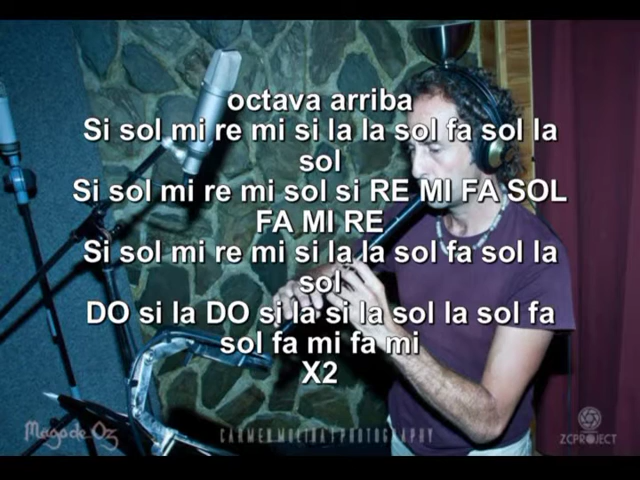 octava arriba
Si sol mi re mi si la la sol fa sol la
sol
Si sol mi re mi sol si RE MI FA SOL
FA MI RE
Si sol mi re mi si la la sol fa sol la
sol
DO si la DO si la si la sol la sol fa
sol fa mi fa mi
X2
Mago de Oz
CARMEN MOLINA PHOTOGRAPHY
ZCPROJECT